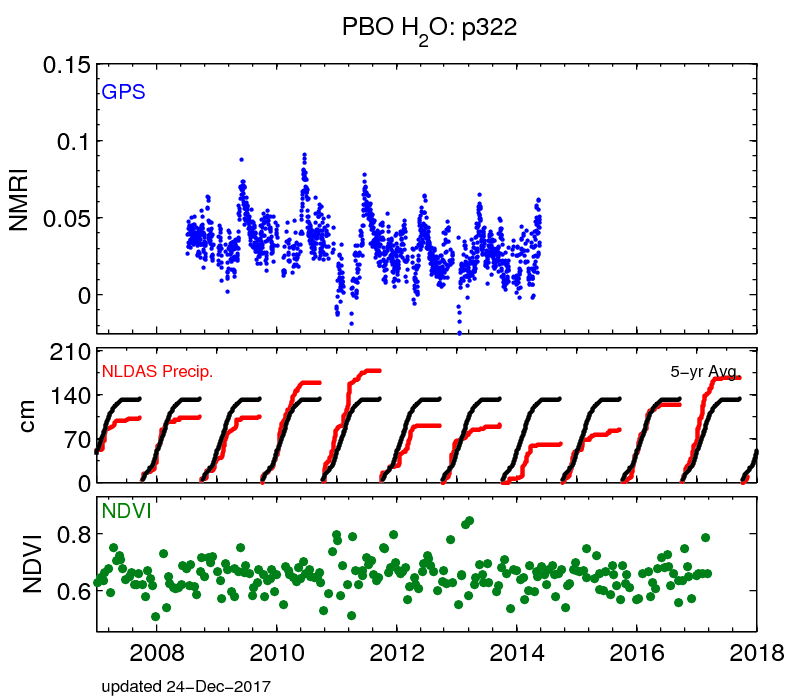 PBO H2O: p322
0.15
GPS
0.1
NMRI
0.05
0
210
NLDAS Precip.
5-yr Avg.
140
cm
70
0
NDVI
0.8
NDVI
0.6
2008 2010 2012 2014 2016 2018
updated 24-Dec-2017